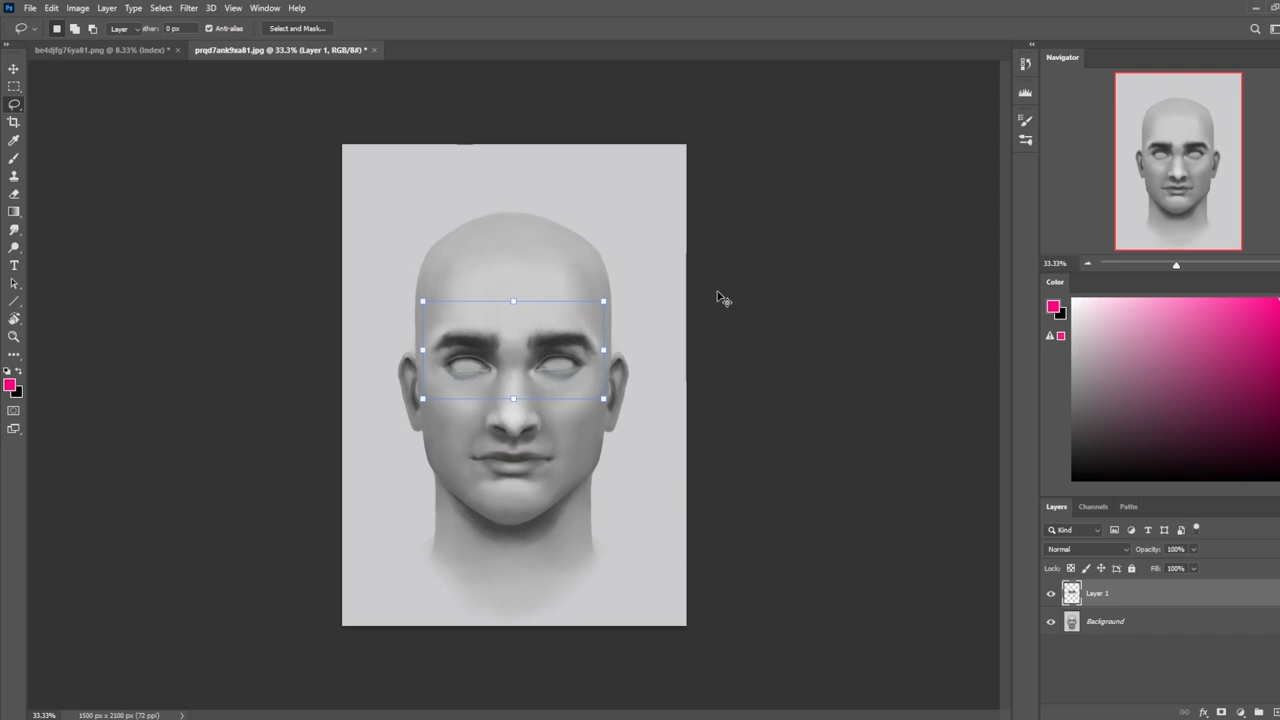 Ps File Edit Image Layer Type Select Filter 3D View Window Help
Layer ther: 0 px Anti-alias Select and Mask...
be4djfg76ya81.png @ 8.33% (Index) * × prqd7ank9xa81.jpg @ 33.3% (Layer 1, RGB/8#) * ×
Navigator
33.33%
Color
Layers Channels Paths
Kind
Normal Opacity: 100%
Lock: Fill: 100%
Layer 1
Background
fx
33.33% 1500 px x 2100 px (72 ppi)